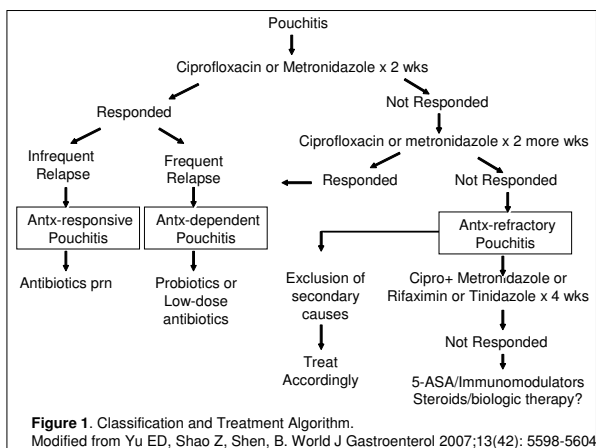 Pouchitis
Ciprofloxacin or Metronidazole x 2 wks
Responded
Not Responded
Ciprofloxacin or metronidazole x 2 more wks
Infrequent
Relapse
Frequent
Relapse
Responded
Not Responded
Antx-responsive
Pouchitis
Antx-dependent
Pouchitis
Antx-refractory
Pouchitis
Antibiotics prn
Probiotics or
Low-dose
antibiotics
Exclusion of
secondary
causes
Cipro+ Metronidazole or
Rifaximin or Tinidazole x 4 wks
Treat
Accordingly
Not Responded
5-ASA/Immunomodulators
Steroids/biologic therapy?
Figure 1. Classification and Treatment Algorithm.
Modified from Yu ED, Shao Z, Shen, B. World J Gastroenterol 2007;13(42): 5598-5604